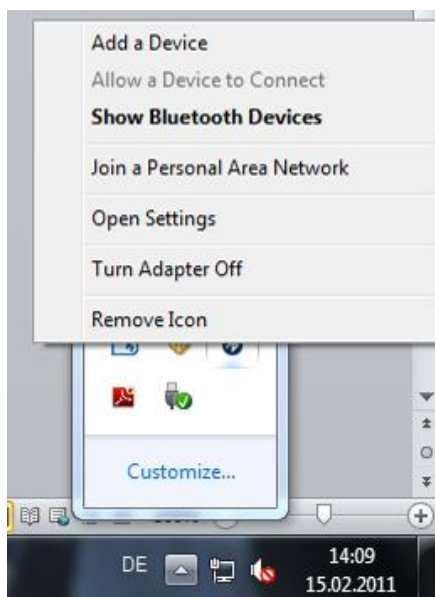 Add a Device
Allow a Device to Connect
Show Bluetooth Devices
Join a Personal Area Network
Open Settings
Turn Adapter Off
Remove Icon
Customize...
DE
14:09
15.02.2011